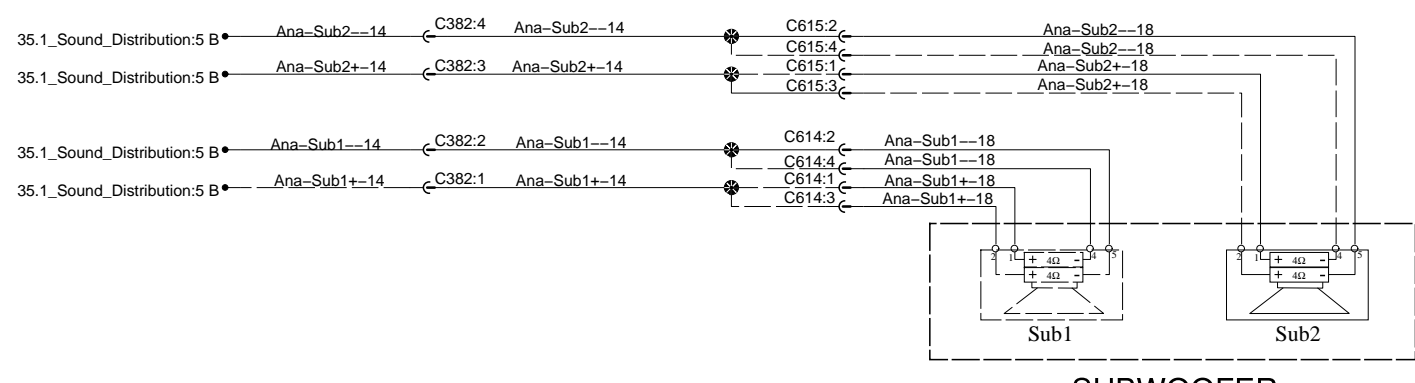 35.1_Sound_Distribution:5 B Ana−Sub2−−14 C382:4 Ana−Sub2−−14 C615:2 Ana−Sub2−−18
C615:4 Ana−Sub2−−18
35.1_Sound_Distribution:5 B Ana−Sub2+−14 C382:3 Ana−Sub2+−14 C615:1 Ana−Sub2+−18
C615:3 Ana−Sub2+−18
35.1_Sound_Distribution:5 B Ana−Sub1−−14 C382:2 Ana−Sub1−−14 C614:2 Ana−Sub1−−18
C614:4 Ana−Sub1−−18
35.1_Sound_Distribution:5 B Ana−Sub1+−14 C382:1 Ana−Sub1+−14 C614:1 Ana−Sub1+−18
C614:3 Ana−Sub1+−18
2 1 4 5 2 1 4 5
+ 4Ω - + 4Ω -
+ 4Ω - + 4Ω -
Sub1 Sub2
SUBWOOFER